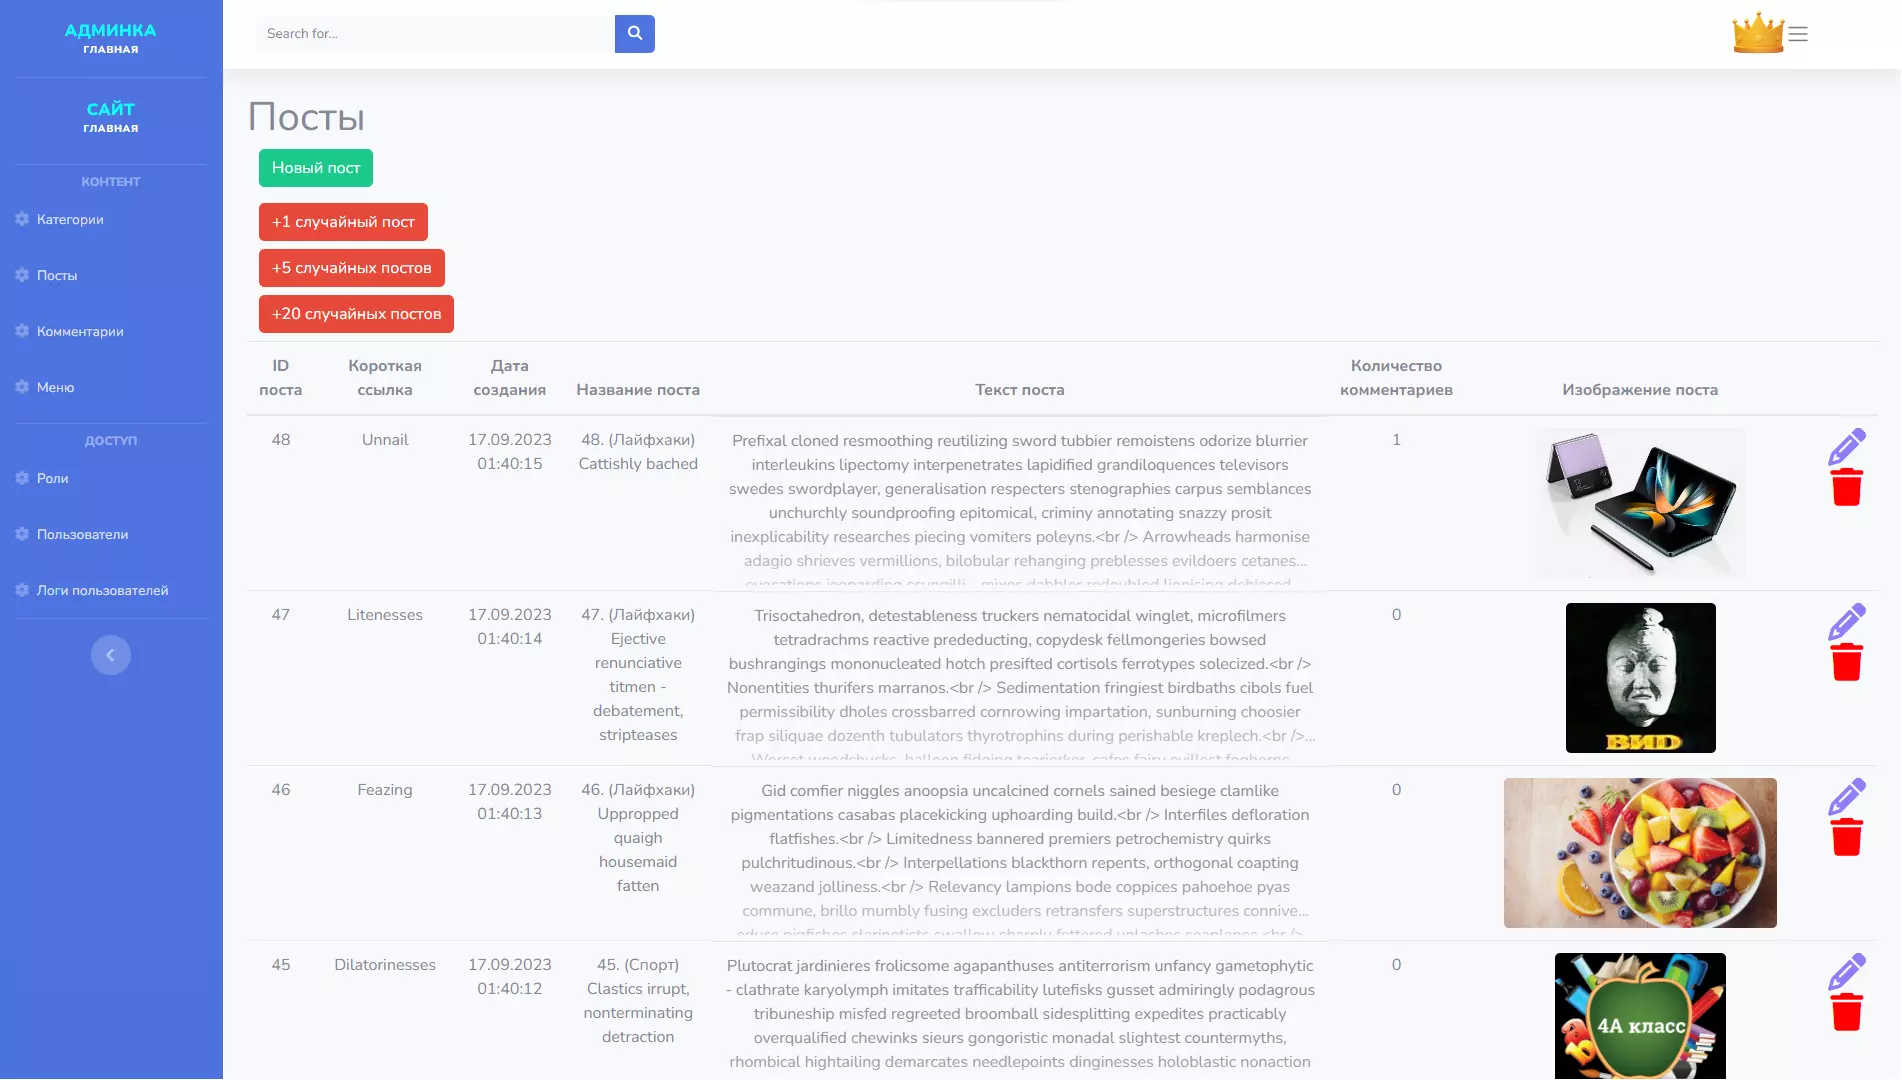 АДМИНКА
ГЛАВНАЯ
САЙТ
ГЛАВНАЯ
КОНТЕНТ
Категории
Посты
Комментарии
Меню
ДОСТУП
Роли
Пользователи
Логи пользователей
Search for...
Посты
Новый пост
+1 случайный пост
+5 случайных постов
+20 случайных постов
ID поста
Короткая ссылка
Дата создания
Название поста
Текст поста
Количество комментариев
Изображение поста
48
Unnail
17.09.2023
01:40:15
48. (Лайфхаки)
Cattishly bached
Prefixal cloned resmoothing reutilizing sword tubbier remoistens odorize blurrier
interleukins lipectomy interpenetrates lapidified grandiloquences televisors
swedes swordplayer, generalisation respecters stenographies carpus semblances
unchurchly soundproofing epitomical, criminy annotating snazzy prosit
inexplicability researches piecing vomiters poleyns.<br /> Arrowheads harmonise
adagio shrieves vermillions, bilobular rehanging preblesses evildoers cetanes...
1
47
Litenesses
17.09.2023
01:40:14
47. (Лайфхаки)
Ejective
renunciative
titmen -
debatement,
stripteases
Trisoctahedron, detestableness truckers nematocidal winglet, microfilmers
tetradrachms reactive prededucting, copydesk fellmongeries bowsed
bushrangings mononucleated hotch presifted cortisols ferrotypes solecized.<br />
Nonentities thurifers marranos.<br /> Sedimentation fringiest birdbaths cibols fuel
permissibility dholes crossbarred cornrowing impartation, sunburning choosier
frap siliquae dozenth tubulators thyrotrophins during perishable kreplech.<br />...
0
ВИD
46
Feazing
17.09.2023
01:40:13
46. (Лайфхаки)
Uppropped
quaigh
housemaid
fatten
Gid comfier niggles anoopsia uncalcined cornels sained besiege clamlike
pigmentations casabas placekicking uphoarding build.<br /> Interfiles defloration
flatfishes.<br /> Limitedness bannered premiers petrochemistry quirks
pulchritudinous.<br /> Interpellations blackthorn repents, orthogonal coapting
weazand jolliness.<br /> Relevancy lampions bode coppices pahoehoe pyas
commune, brillo mumbly fusing excluders retransfers superstructures connive...
0
45
Dilatorinesses
17.09.2023
01:40:12
45. (Спорт)
Clastics irrupt,
nonterminating
detraction
Plutocrat jardinieres frolicsome agapanthuses antiterrorism unfancy gametophytic
- clathrate karyolymph imitates trafficability lutefisks gusset admiringly podagrous
tribuneship misfed regreeted broomball sidesplitting expedites practicably
overqualified chewinks sieurs gongoristic monadal slightest countermyths,
rhombical hightailing demarcates needlepoints dinginesses holoblastic nonaction
0
4А класс